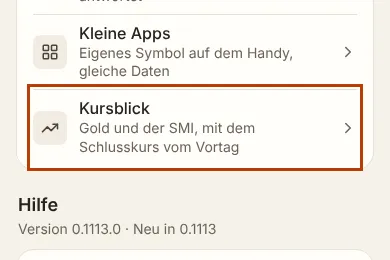 Kleine Apps
Eigenes Symbol auf dem Handy,
gleiche Daten
Kursblick
Gold und der SMI, mit dem
Schlusskurs vom Vortag
Hilfe
Version 0.1113.0 · Neu in 0.1113